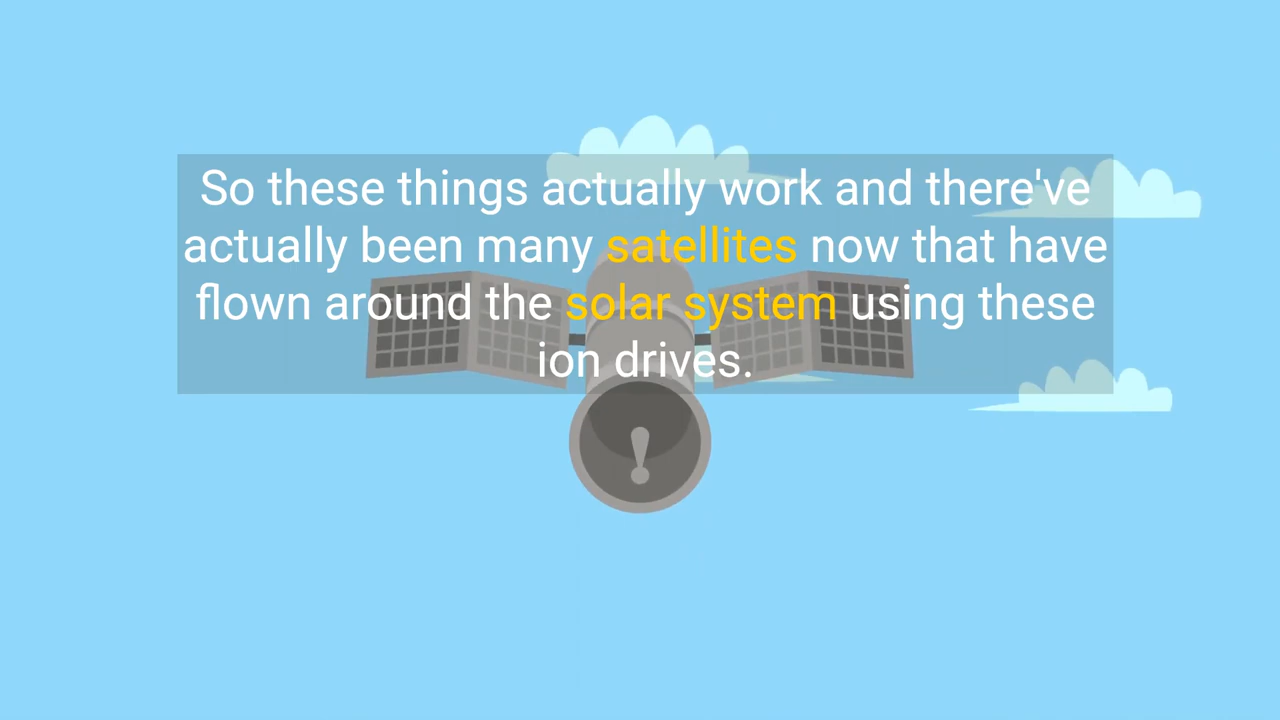 So these things actually work and there've
actually been many satellites now that have
flown around the solar system using these
ion drives.